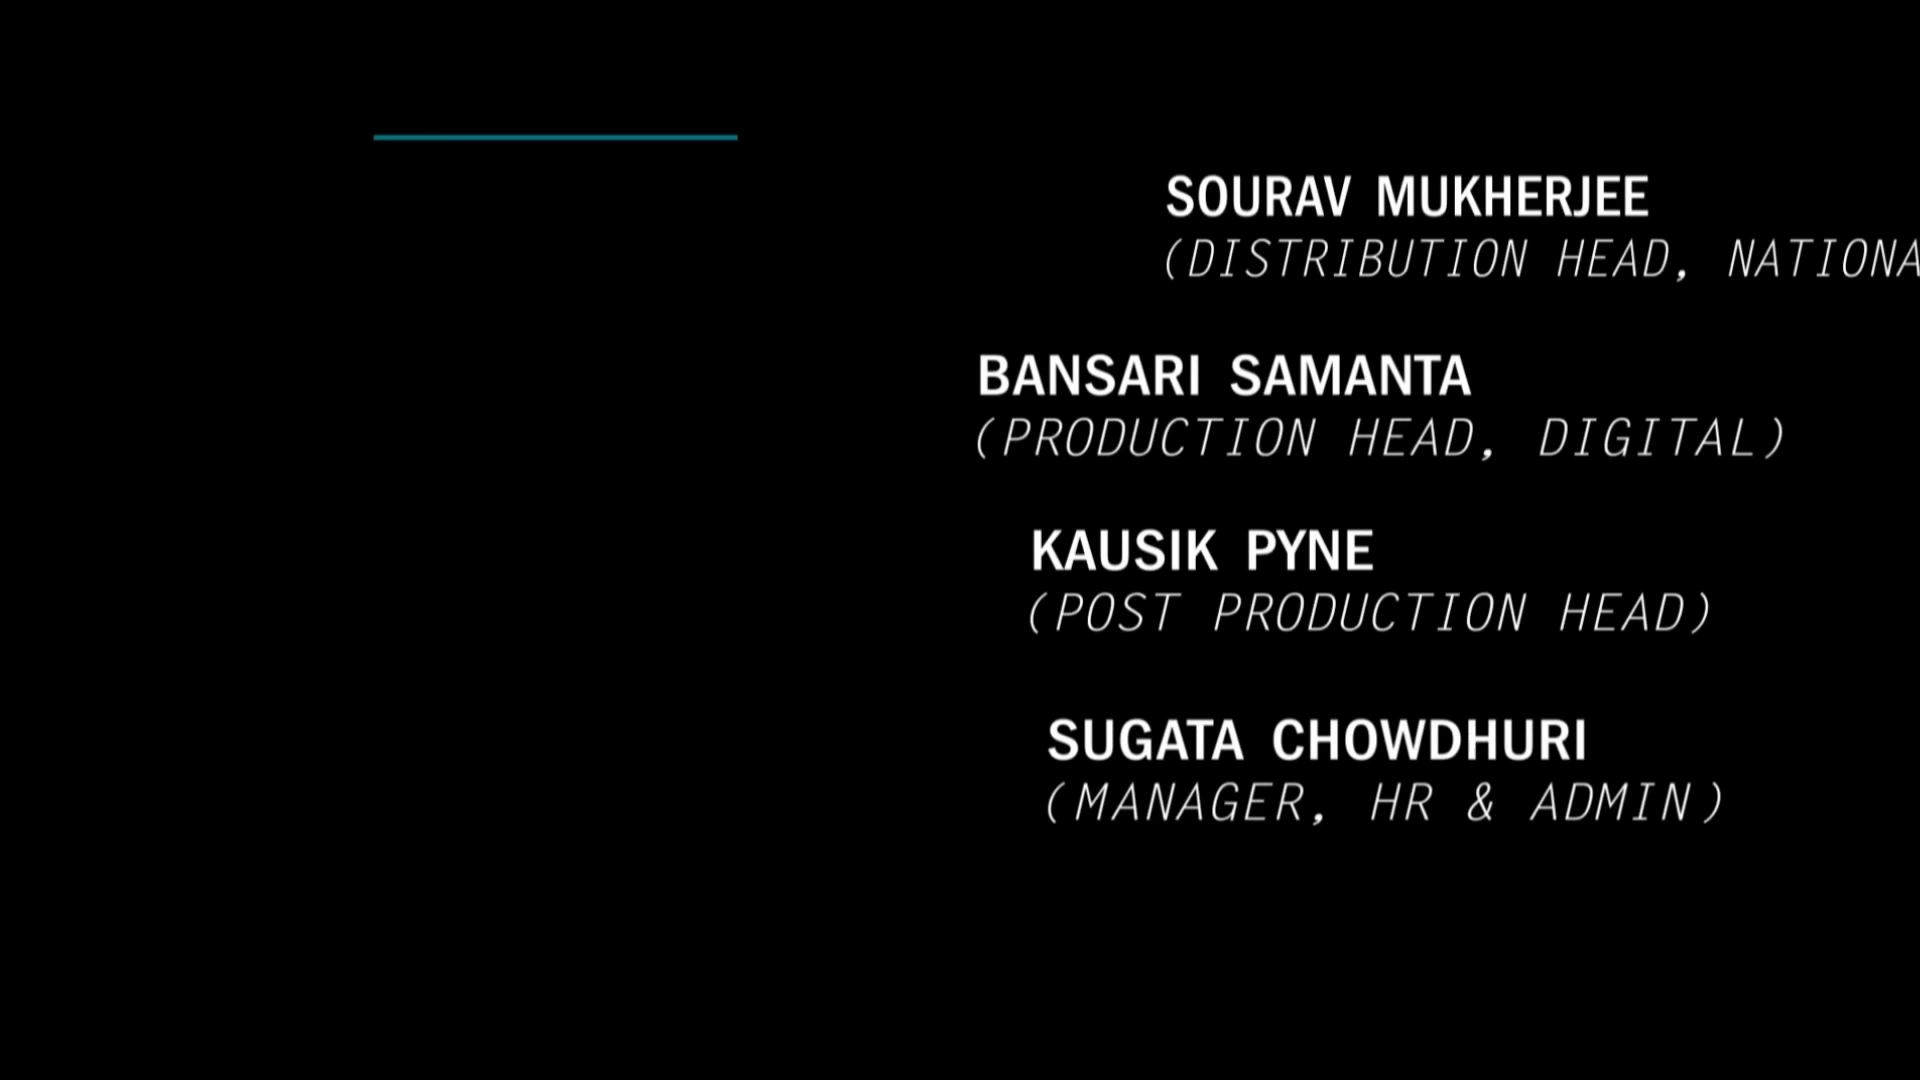 SOURAV MUKHERJEE
(DISTRIBUTION HEAD,
BANSARI SAMANTA
(PRODUCTION HEAD, DIGITAL)
KAUSIK PYNE
(POST PRODUCTION HEAD)
SUGATA CHOWDHURI
(MANAGER, HR & ADMIN)